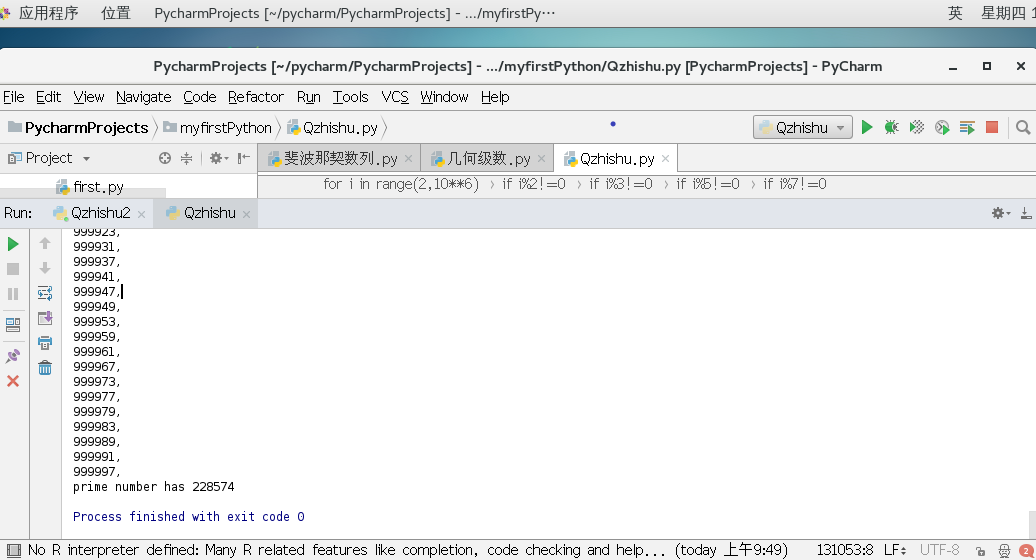 应用程序 位置 PycharmProjects [~/pycharm/PycharmProjects] - .../myfirstPy... 英 星期四 1
PycharmProjects [~/pycharm/PycharmProjects] - .../myfirstPython/Qzhishu.py [PycharmProjects] - PyCharm
File Edit View Navigate Code Refactor Run Tools VCS Window Help
PycharmProjects myfirstPython Qzhishu.py Qzhishu
Project 斐波那契数列.py 几何级数.py Qzhishu.py
first.py for i in range(2,10**6) if i%2!=0 if i%3!=0 if i%5!=0 if i%7!=0
Run: Qzhishu2 Qzhishu
999923,
999931,
999937,
999941,
999947,
999949,
999953,
999959,
999961,
999967,
999973,
999977,
999979,
999983,
999989,
999991,
999997,
prime number has 228574
Process finished with exit code 0
No R interpreter defined: Many R related features like completion, code checking and help... (today 上午9:49) 131053:8 LF UTF-8 2